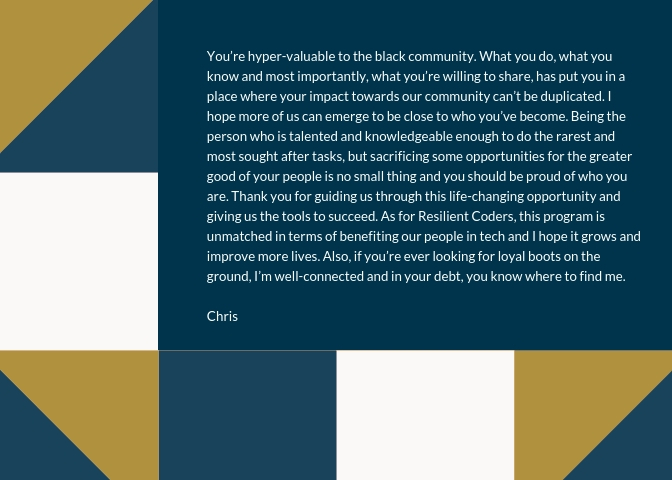 You're hyper-valuable to the black community. What you do, what you
know and most importantly, what you're willing to share, has put you in a
place where your impact towards our community can't be duplicated. I
hope more of us can emerge to be close to who you've become. Being the
person who is talented and knowledgeable enough to do the rarest and
most sought after tasks, but sacrificing some opportunities for the greater
good of your people is no small thing and you should be proud of who you
are. Thank you for guiding us through this life-changing opportunity and
giving us the tools to succeed. As for Resilient Coders, this program is
unmatched in terms of benefiting our people in tech and I hope it grows and
improve more lives. Also, if you're ever looking for loyal boots on the
ground, I'm well-connected and in your debt, you know where to find me.
Chris